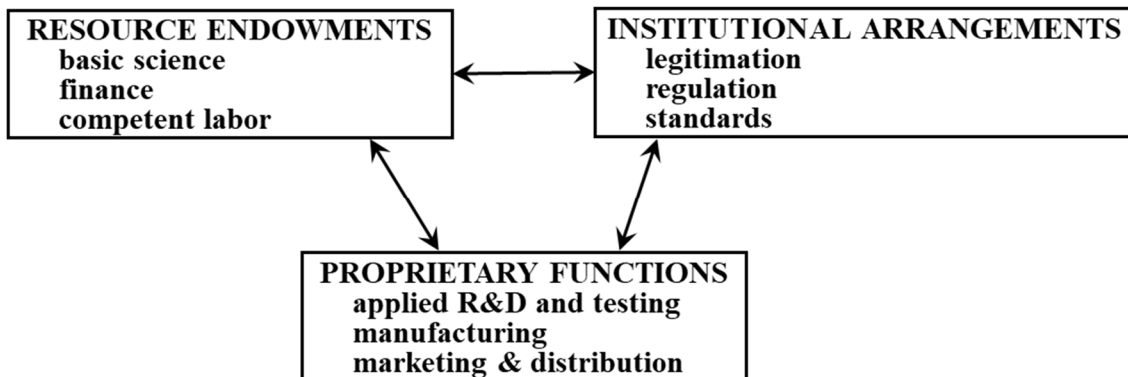 RESOURCE ENDOWMENTS
basic science
finance
competent labor
INSTITUTIONAL ARRANGEMENTS
legitimation
regulation
standards
PROPRIETARY FUNCTIONS
applied R&D and testing
manufacturing
marketing & distribution